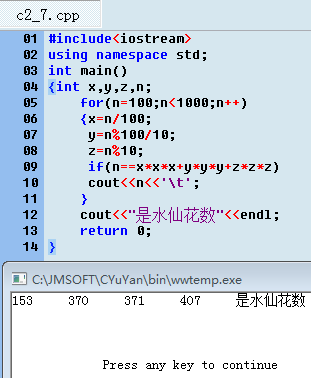 c2_7.cpp
01 #include<iostream>
02 using namespace std;
03 int main()
04 {int x,y,z,n;
05 for(n=100;n<1000;n++)
06 {x=n/100;
07 y=n%100/10;
08 z=n%10;
09 if(n==x*x*x+y*y*y+z*z*z)
10 cout<<n<<'\t';
11 }
12 cout<<"是水仙花数"<<endl;
13 return 0;
14 }
C:\JMSOFT\CYuYan\bin\wwtemp.exe
153 370 371 407 是水仙花数
Press any key to continue